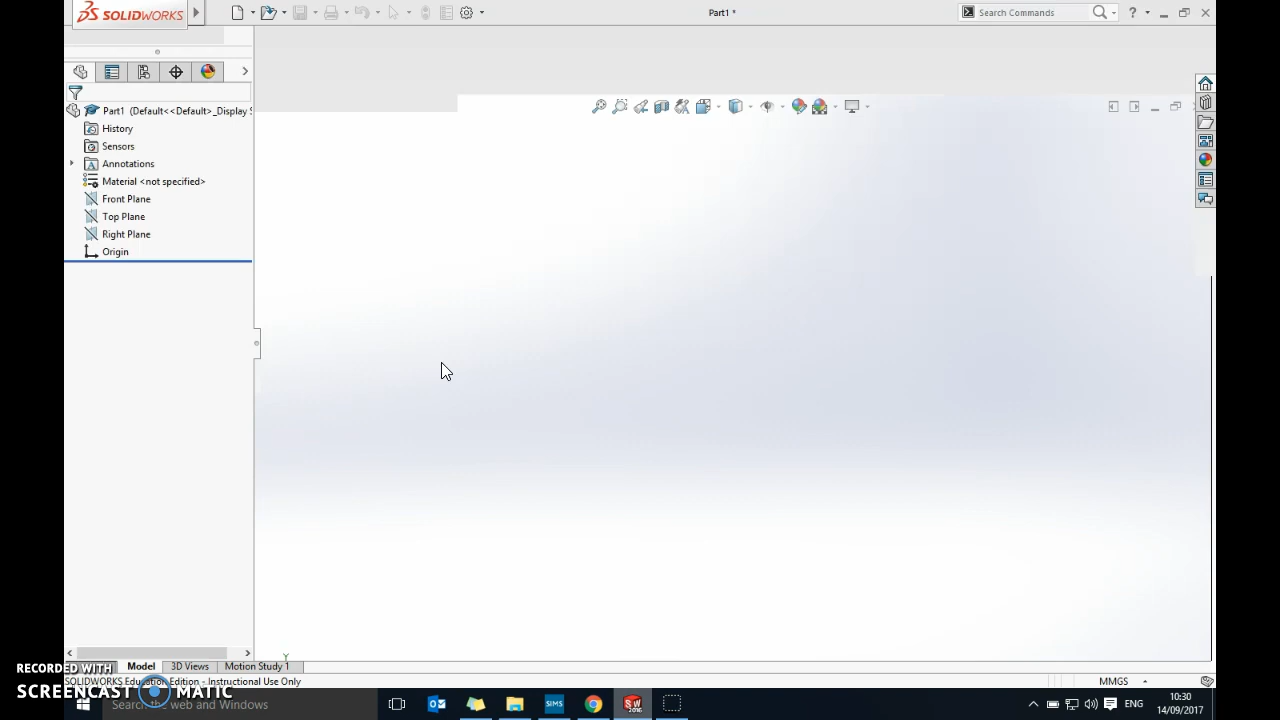 SOLIDWORKS
Part1 *
Search Commands
?
Part1 (Default<<Default>_Display S
History
Sensors
Annotations
Material <not specified>
Front Plane
Top Plane
Right Plane
Origin
Y
Model
3D Views
Motion Study 1
SOLIDWORKS Education Edition - Instructional Use Only
MMGS
RECORDED WITH
SCREENCAST MATIC
Search the web and Windows
SIMS
SW
2016
ENG
10:30
14/09/2017